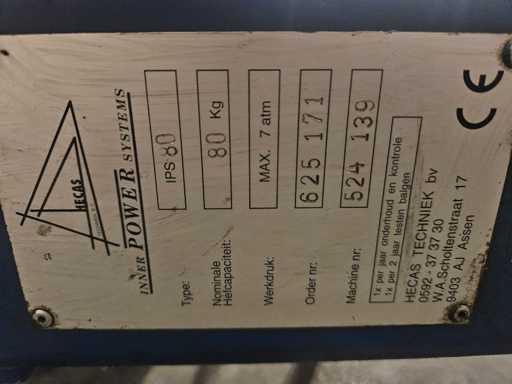 HECAS
INNER POWER SYSTEMS
Type: IPS 80
Nominale
Hefcapaciteit: 80 Kg
Werkdruk: MAX. 7 atm
Order nr: 625 171
Machine nr: 524 139
1x per jaar onderhoud en kontrole
1x per 2 jaar testen balgen
HECAS TECHNIEK bv
0592 - 37 37 30
W.A.Scholtenstraat 17
9403 AJ Assen
CE